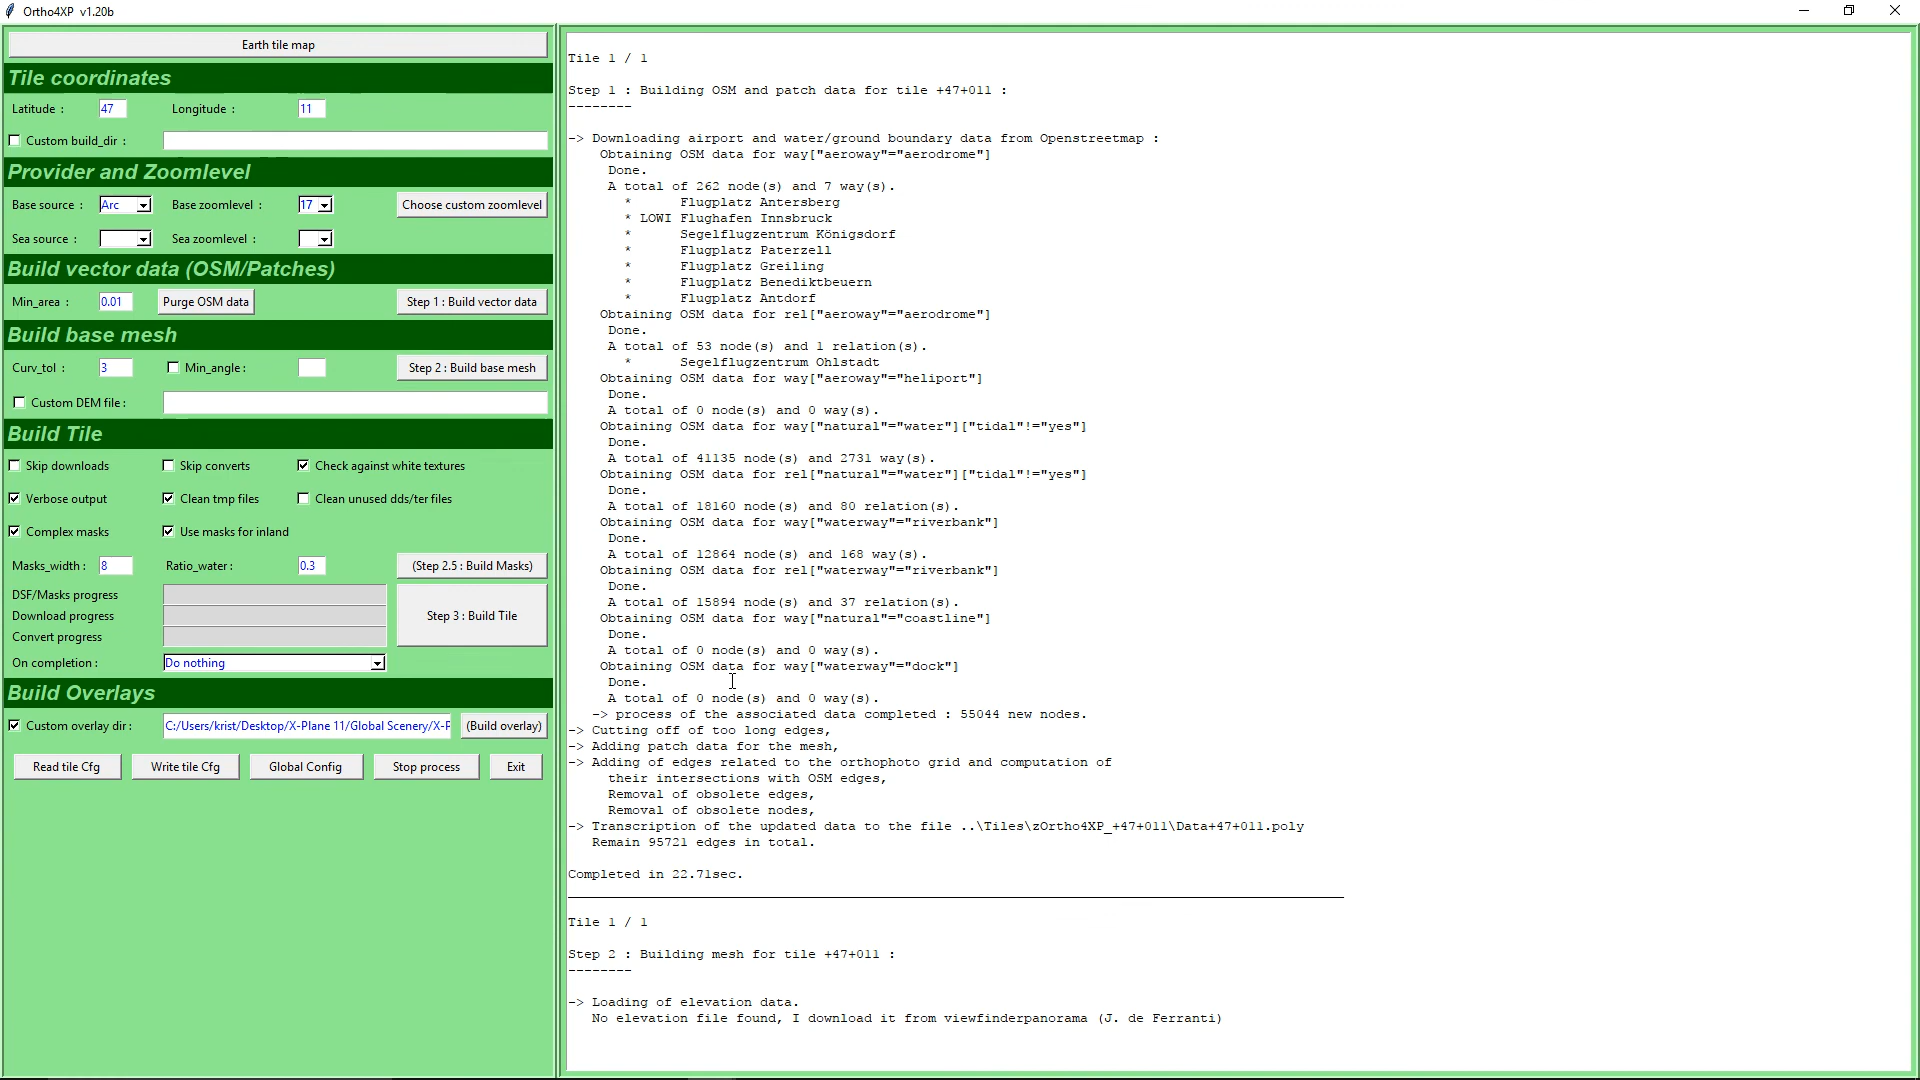 Ortho4XP v1.20b
Earth tile map
Tile coordinates
Latitude : 47 Longitude : 11
Custom build_dir :
Provider and Zoomlevel
Base source : Arc Base zoomlevel : 17 Choose custom zoomlevel
Sea source : Sea zoomlevel :
Build vector data (OSM/Patches)
Min_area : 0.01 Purge OSM data Step 1 : Build vector data
Build base mesh
Curv_tol : 3 Min_angle : Step 2 : Build base mesh
Custom DEM file :
Build Tile
Skip downloads Skip converts Check against white textures
Verbose output Clean tmp files Clean unused dds/ter files
Complex masks Use masks for inland
Masks_width : 8 Ratio_water : 0.3 (Step 2.5 : Build Masks)
DSF/Masks progress
Download progress Step 3 : Build Tile
Convert progress
On completion : Do nothing
Build Overlays
Custom overlay dir : C:/Users/krist/Desktop/X-Plane 11/Global Scenery/X-P (Build overlay)
Read tile Cfg Write tile Cfg Global Config Stop process Exit
Tile 1 / 1
Step 1 : Building OSM and patch data for tile +47+011 :
--------
-> Downloading airport and water/ground boundary data from Openstreetmap :
Obtaining OSM data for way["aeroway"="aerodrome"]
Done.
A total of 262 node(s) and 7 way(s).
* Flugplatz Antersberg
* LOWI Flughafen Innsbruck
* Segelflugzentrum Königsdorf
* Flugplatz Paterzell
* Flugplatz Greiling
* Flugplatz Benediktbeuern
* Flugplatz Antdorf
Obtaining OSM data for rel["aeroway"="aerodrome"]
Done.
A total of 53 node(s) and 1 relation(s).
* Segelflugzentrum Ohlstadt
Obtaining OSM data for way["aeroway"="heliport"]
Done.
A total of 0 node(s) and 0 way(s).
Obtaining OSM data for way["natural"="water"]["tidal"!="yes"]
Done.
A total of 41135 node(s) and 2731 way(s).
Obtaining OSM data for rel["natural"="water"]["tidal"!="yes"]
Done.
A total of 18160 node(s) and 80 relation(s).
Obtaining OSM data for way["waterway"="riverbank"]
Done.
A total of 12864 node(s) and 168 way(s).
Obtaining OSM data for rel["waterway"="riverbank"]
Done.
A total of 15894 node(s) and 37 relation(s).
Obtaining OSM data for way["natural"="coastline"]
Done.
A total of 0 node(s) and 0 way(s).
Obtaining OSM data for way["waterway"="dock"]
Done.
A total of 0 node(s) and 0 way(s).
-> process of the associated data completed : 55044 new nodes.
-> Cutting off of too long edges,
-> Adding patch data for the mesh,
-> Adding of edges related to the orthophoto grid and computation of
their intersections with OSM edges,
Removal of obsolete edges,
Removal of obsolete nodes,
-> Transcription of the updated data to the file ..\Tiles\zOrtho4XP_+47+011\Data+47+011.poly
Remain 95721 edges in total.
Completed in 22.71sec.
Tile 1 / 1
Step 2 : Building mesh for tile +47+011 :
--------
-> Loading of elevation data.
No elevation file found, I download it from viewfinderpanorama (J. de Ferranti)